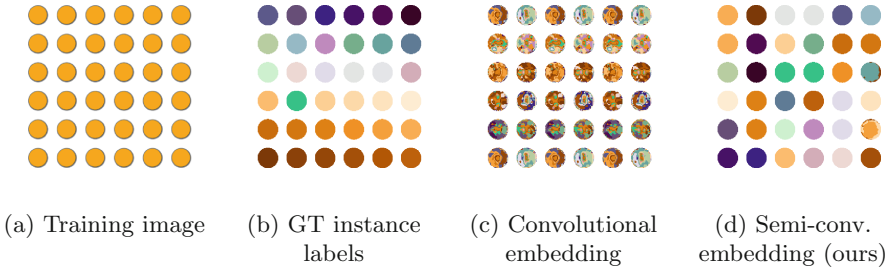 (a) Training image
(b) GT instance
labels
(c) Convolutional
embedding
(d) Semi-conv.
embedding (ours)